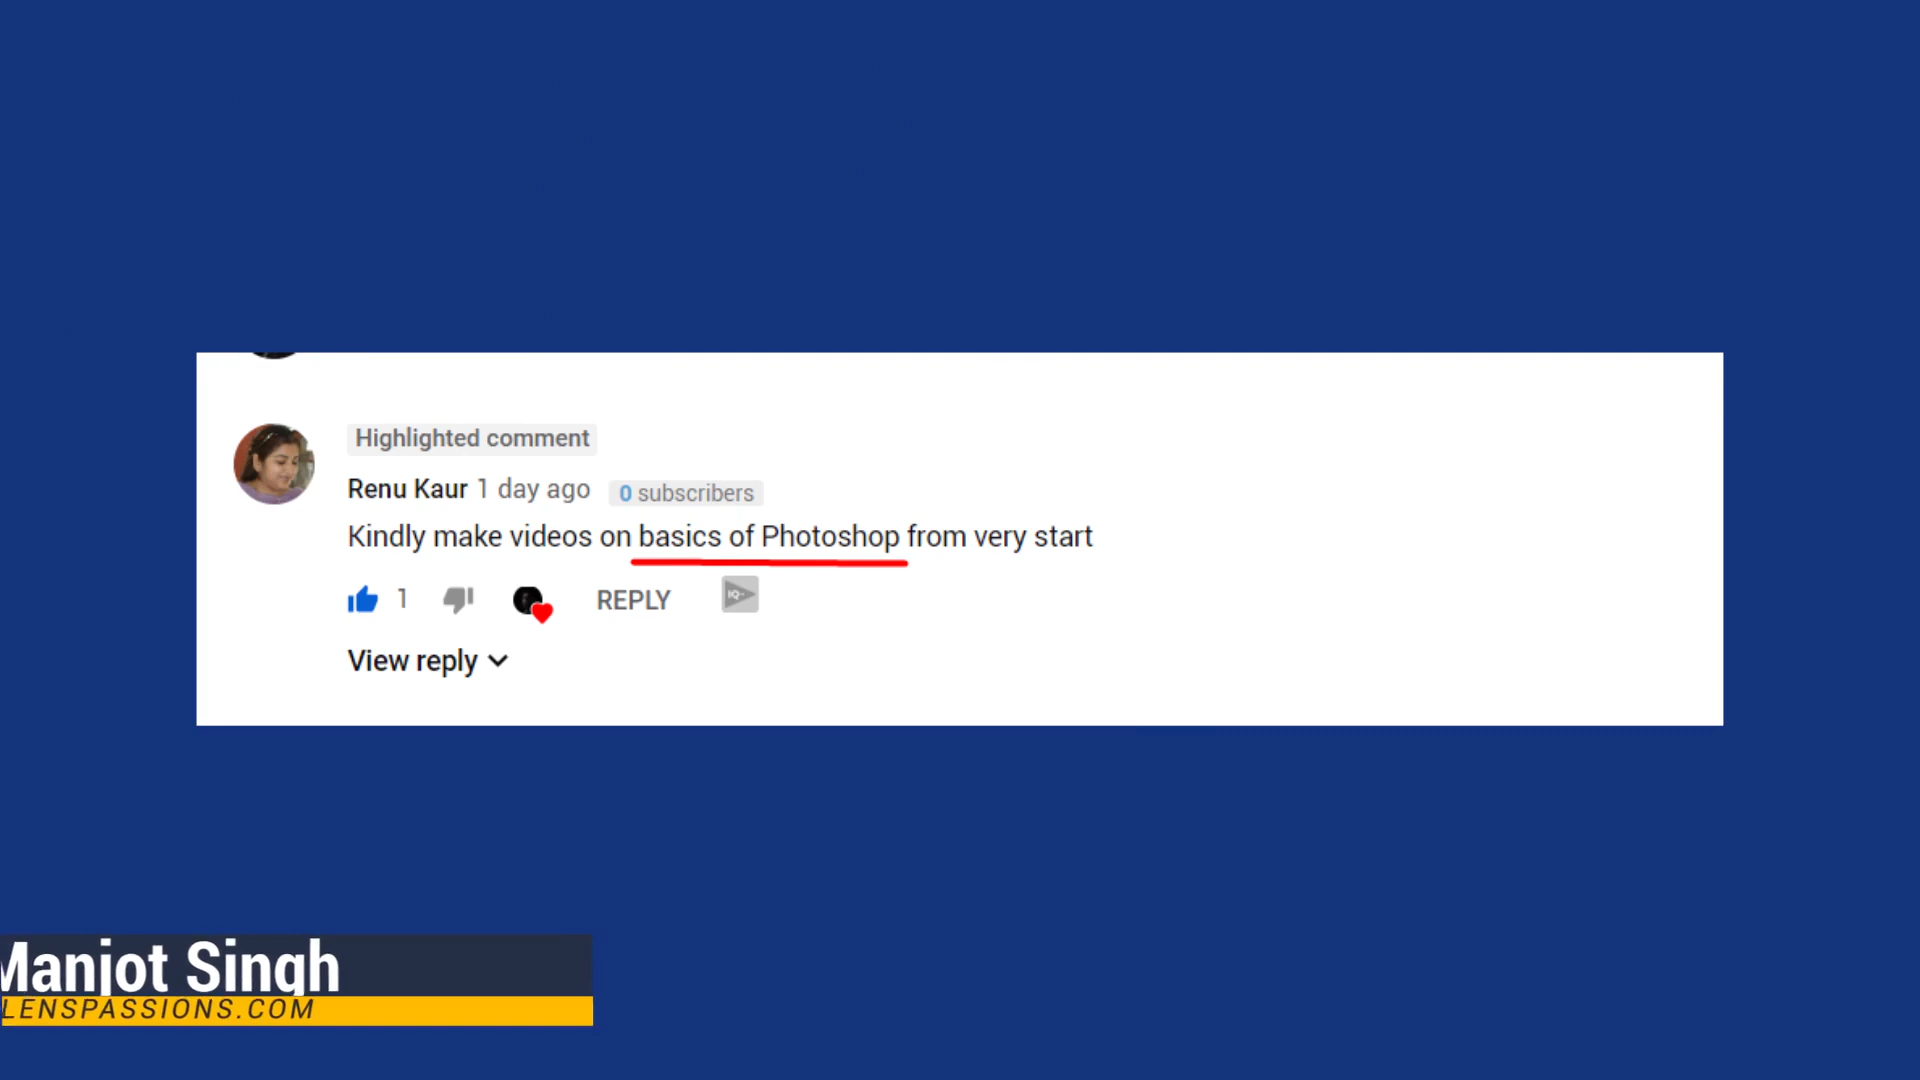 Highlighted comment
Renu Kaur 1 day ago 0 subscribers
Kindly make videos on basics of Photoshop from very start
1 REPLY IQ
View reply
Manjot Singh
LENSPASSIONS.COM